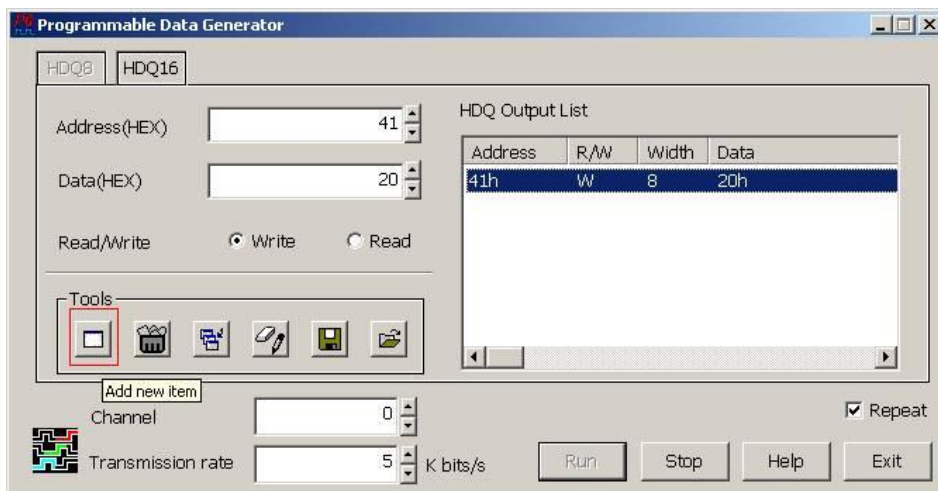 Programmable Data Generator
HDQ8 HDQ16
Address(HEX) 41
Data(HEX) 20
Read/Write Write Read
Tools
Add new item
HDQ Output List
Address R/W Width Data
41h W 8 20h
Channel 0
Repeat
Transmission rate 5 K bits/s
Run Stop Help Exit